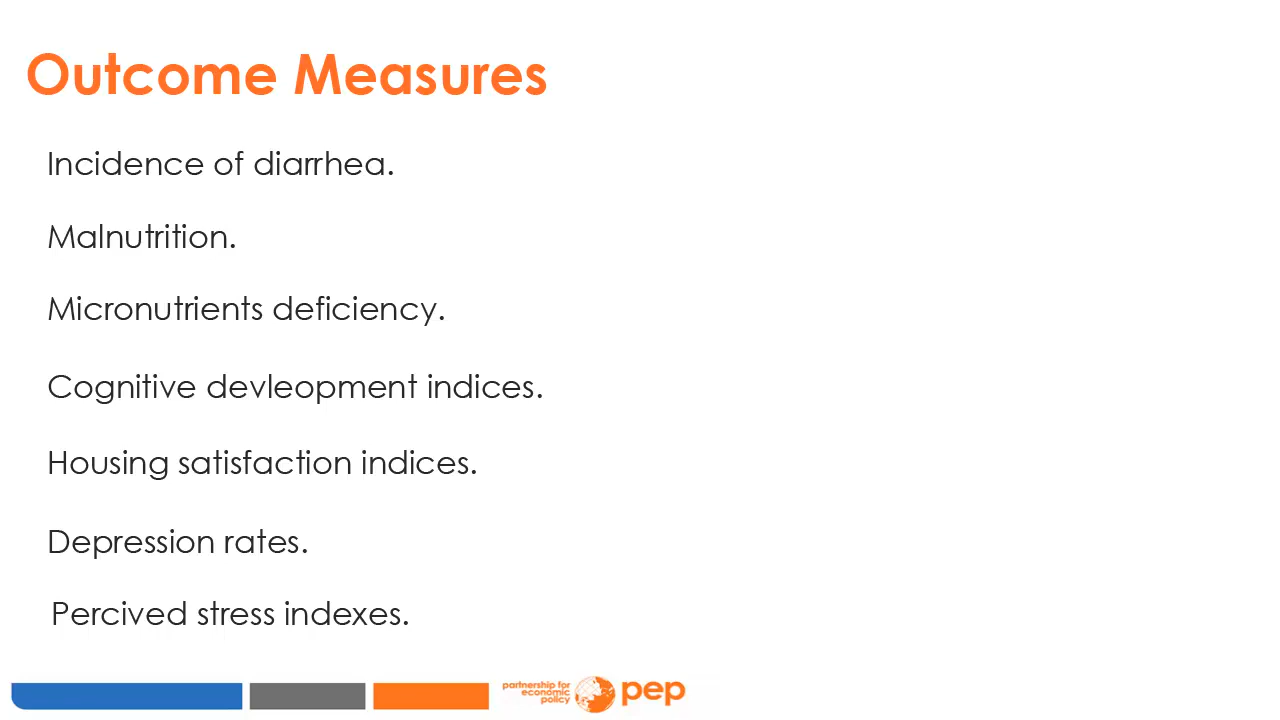 Outcome Measures
Incidence of diarrhea.
Malnutrition.
Micronutrients deficiency.
Cognitive devleopment indices.
Housing satisfaction indices.
Depression rates.
Percived stress indexes.
partnership for
economic
policy
pep